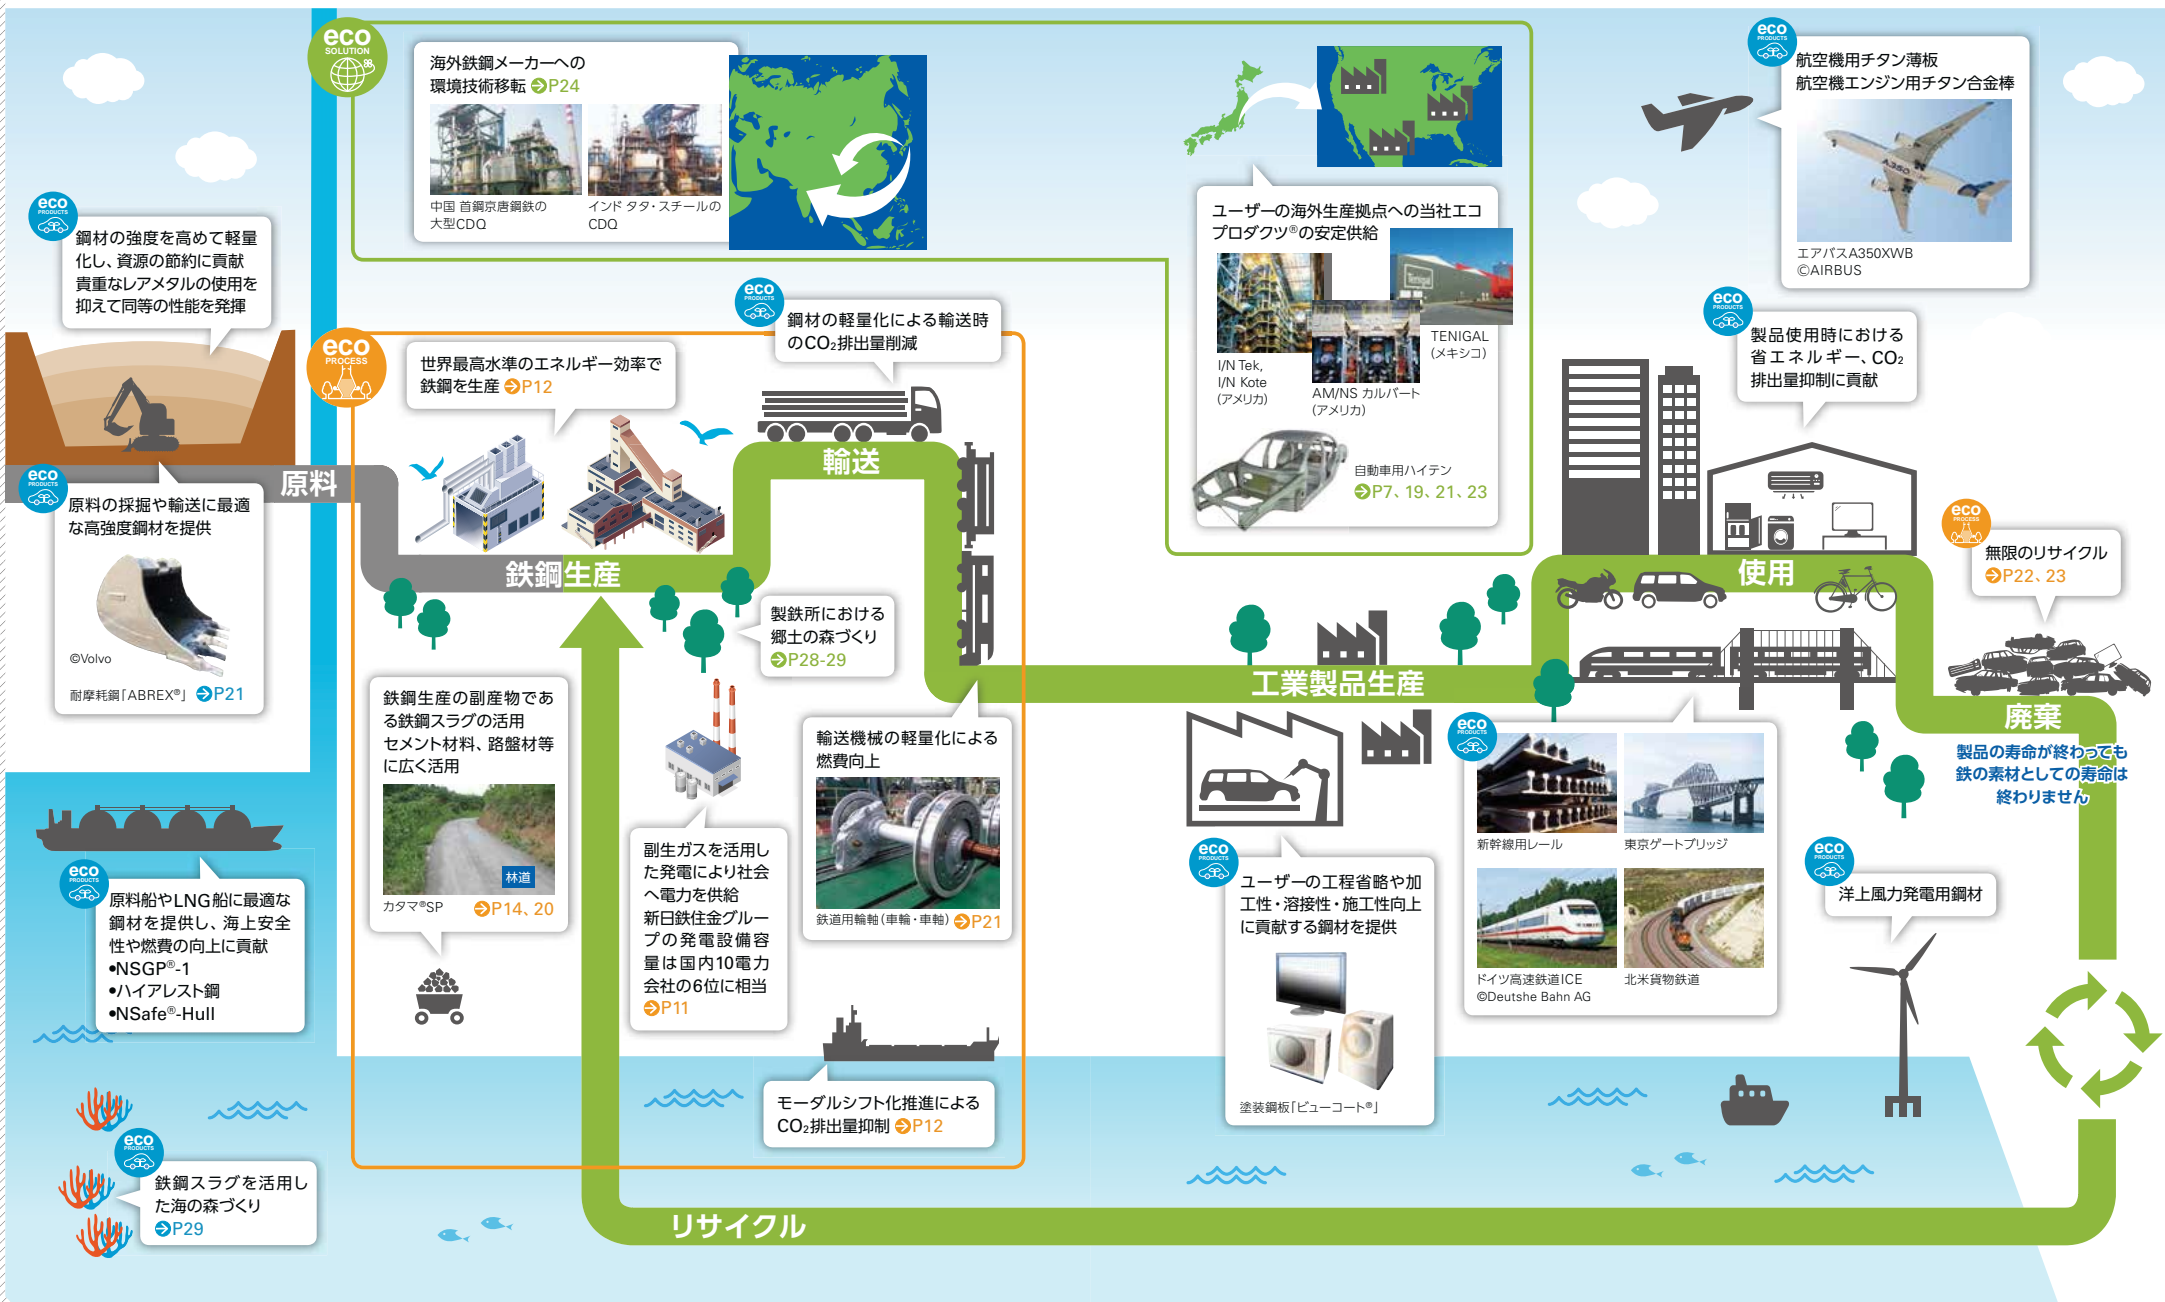 eco
SOLUTION
海外鉄鋼メーカーへの
環境技術移転 P24
中国 首鋼京唐鋼鉄の
大型CDQ
インド タタ・スチールの
CDQ
ユーザーの海外生産拠点への当社エコ
プロダクツ®の安定供給
Tenigal
I/N Tek,
I/N Kote
(アメリカ)
AM/NS カルバート
(アメリカ)
TENIGAL
(メキシコ)
自動車用ハイテン
P7、19、21、23
eco
PRODUCTS
航空機用チタン薄板
航空機エンジン用チタン合金棒
A350
エアバスA350XWB
©AIRBUS
eco
PRODUCTS
鋼材の強度を高めて軽量
化し、資源の節約に貢献
貴重なレアメタルの使用を
抑えて同等の性能を発揮
eco
PROCESS
世界最高水準のエネルギー効率で
鉄鋼を生産 P12
eco
PRODUCTS
鋼材の軽量化による輸送時
のCO₂排出量削減
eco
PRODUCTS
製品使用時における
省エネルギー、CO₂
排出量抑制に貢献
原料
鉄鋼生産
輸送
工業製品生産
使用
廃棄
リサイクル
eco
PRODUCTS
原料の採掘や輸送に最適
な高強度鋼材を提供
©Volvo
耐摩耗鋼「ABREX®」 P21
製鉄所における
郷土の森づくり
P28-29
eco
PROCESS
無限のリサイクル
P22、23
製品の寿命が終わっても
鉄の素材としての寿命は
終わりません
鉄鋼生産の副産物であ
る鉄鋼スラグの活用
セメント材料、路盤材等
に広く活用
林道
カタマ®SP P14、20
副生ガスを活用し
た発電により社会
へ電力を供給
新日鉄住金グルー
プの発電設備容
量は国内10電力
会社の6位に相当
P11
輸送機械の軽量化による
燃費向上
鉄道用輪軸(車輪・車軸) P21
eco
PRODUCTS
新幹線用レール
東京ゲートブリッジ
ドイツ高速鉄道ICE
©Deutshe Bahn AG
北米貨物鉄道
eco
PRODUCTS
ユーザーの工程省略や加
工性・溶接性・施工性向上
に貢献する鋼材を提供
塗装鋼板「ビューコート®」
eco
PRODUCTS
洋上風力発電用鋼材
eco
PRODUCTS
原料船やLNG船に最適な
鋼材を提供し、海上安全
性や燃費の向上に貢献
•NSGP®-1
•ハイアレスト鋼
•NSafe®-Hull
モーダルシフト化推進による
CO₂排出量抑制 P12
eco
PRODUCTS
鉄鋼スラグを活用し
た海の森づくり
P29